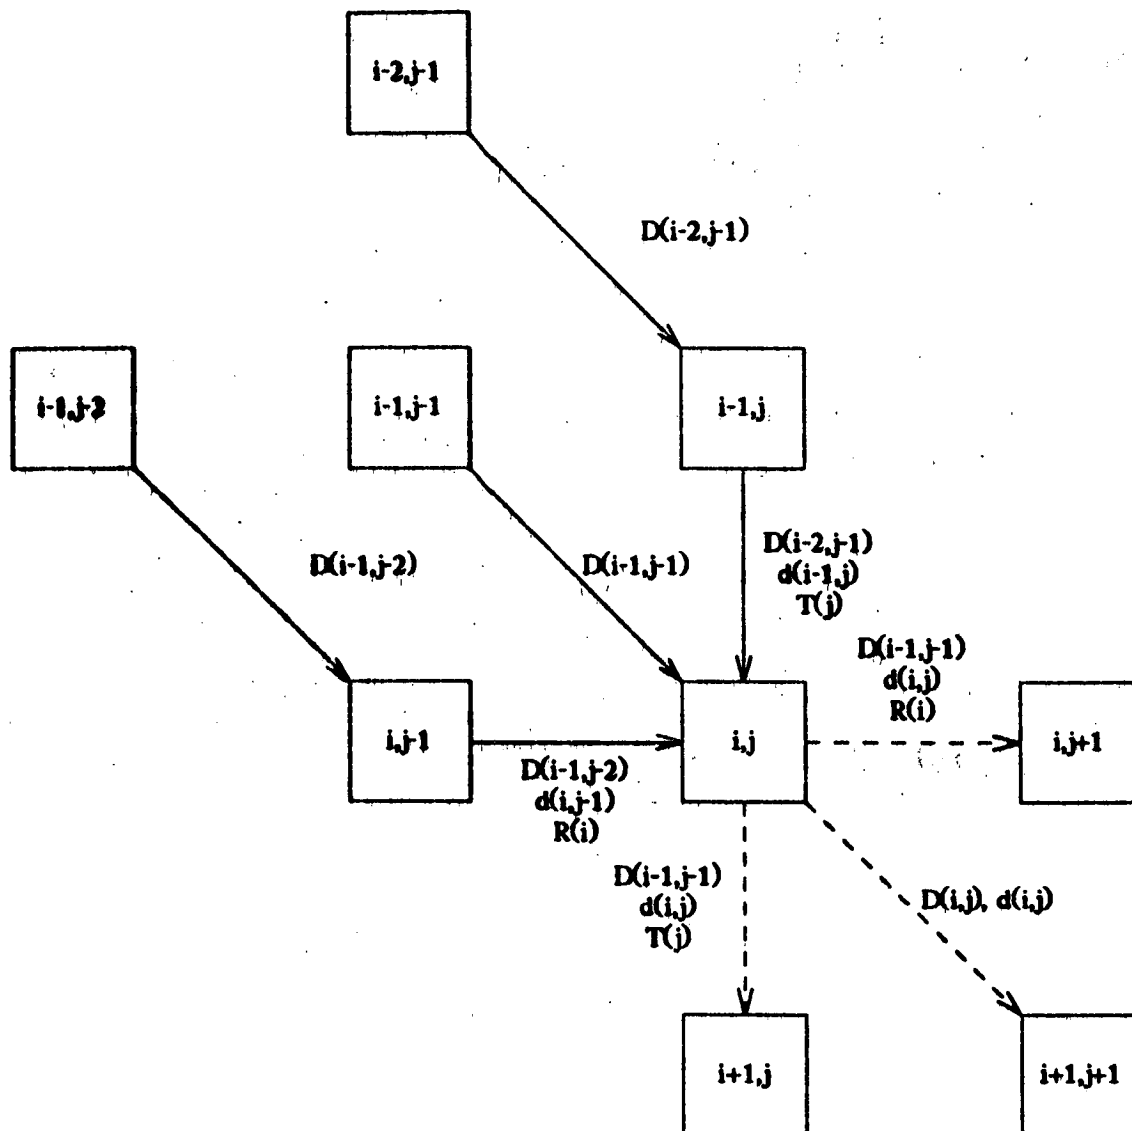 i-2,j-1
D(i-2,j-1)
i-1,j-2
i-1,j-1
i-1,j
D(i-1,j-2)
D(i-1,j-1)
D(i-2,j-1)
d(i-1,j)
T(j)
D(i-1,j-1)
d(i,j)
R(i)
i,j-1
i,j
i,j+1
D(i-1,j-2)
d(i,j-1)
R(i)
D(i-1,j-1)
d(i,j)
T(j)
D(i,j), d(i,j)
i+1,j
i+1,j+1